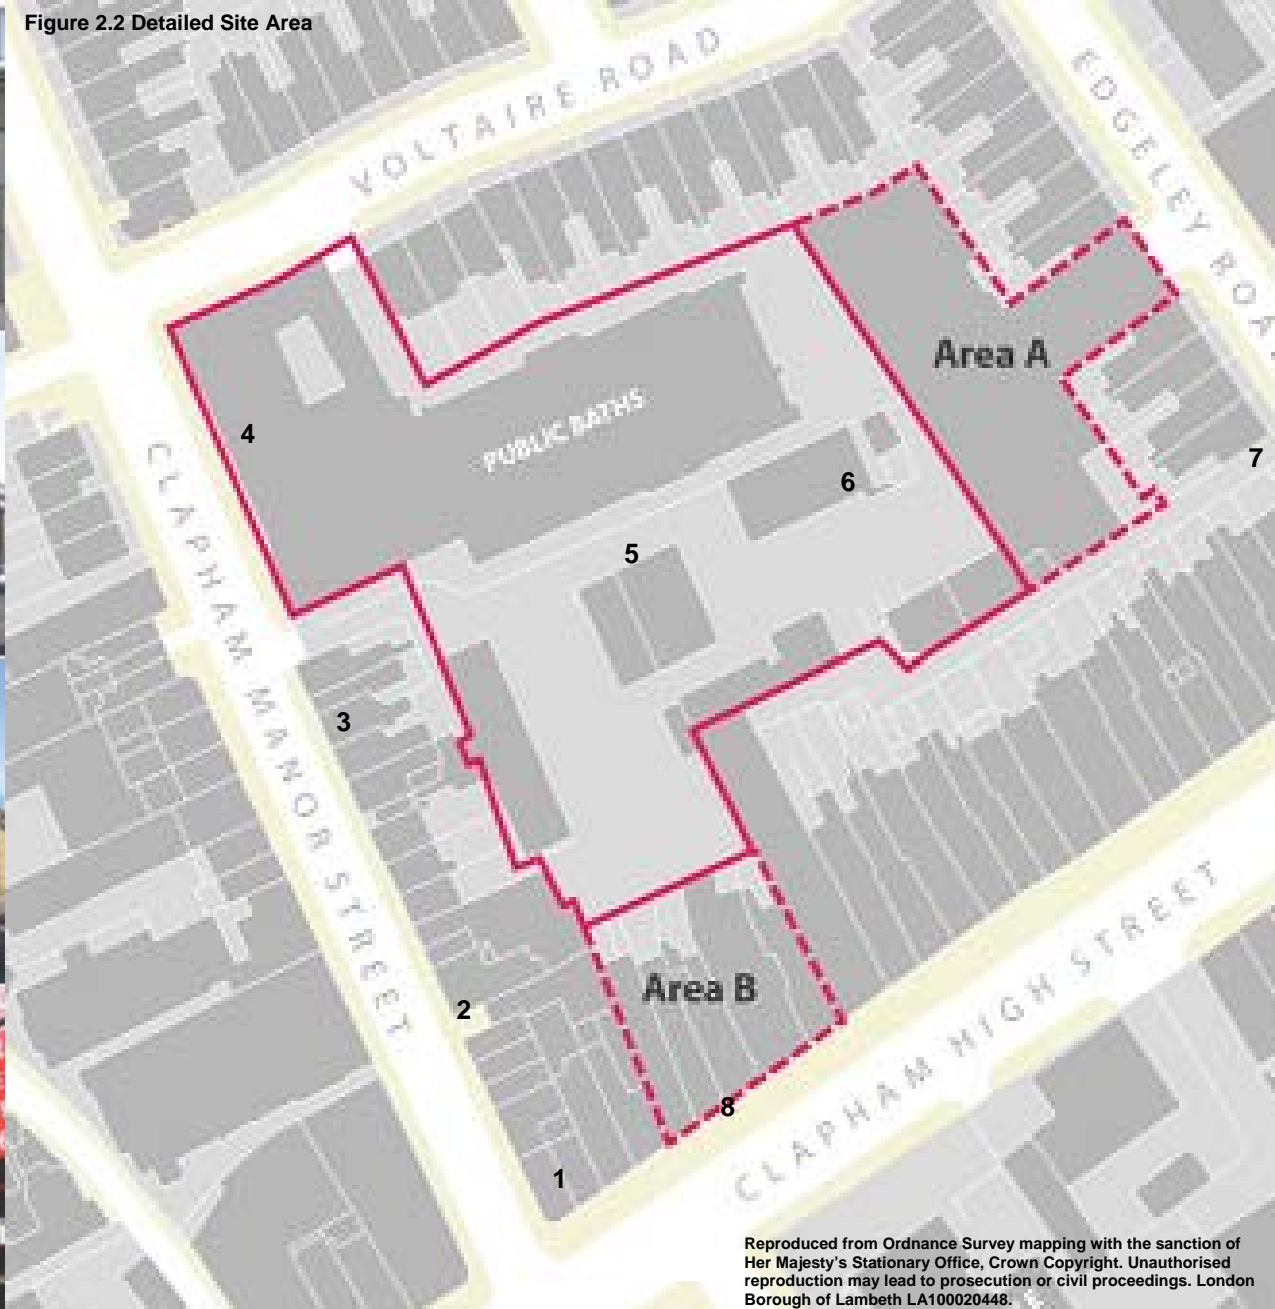 Figure 2.2 Detailed Site Area
VOLTAIRE ROAD
EDGELEY ROA
Area A
4
PUBLIC BATHS
7
6
5
CLAPHAM MANOR STREET
3
Area B
2
8
CLAPHAM HIGH STREET
1
Reproduced from Ordnance Survey mapping with the sanction of
Her Majesty's Stationary Office, Crown Copyright. Unauthorised
reproduction may lead to prosecution or civil proceedings. London
Borough of Lambeth LA100020448.